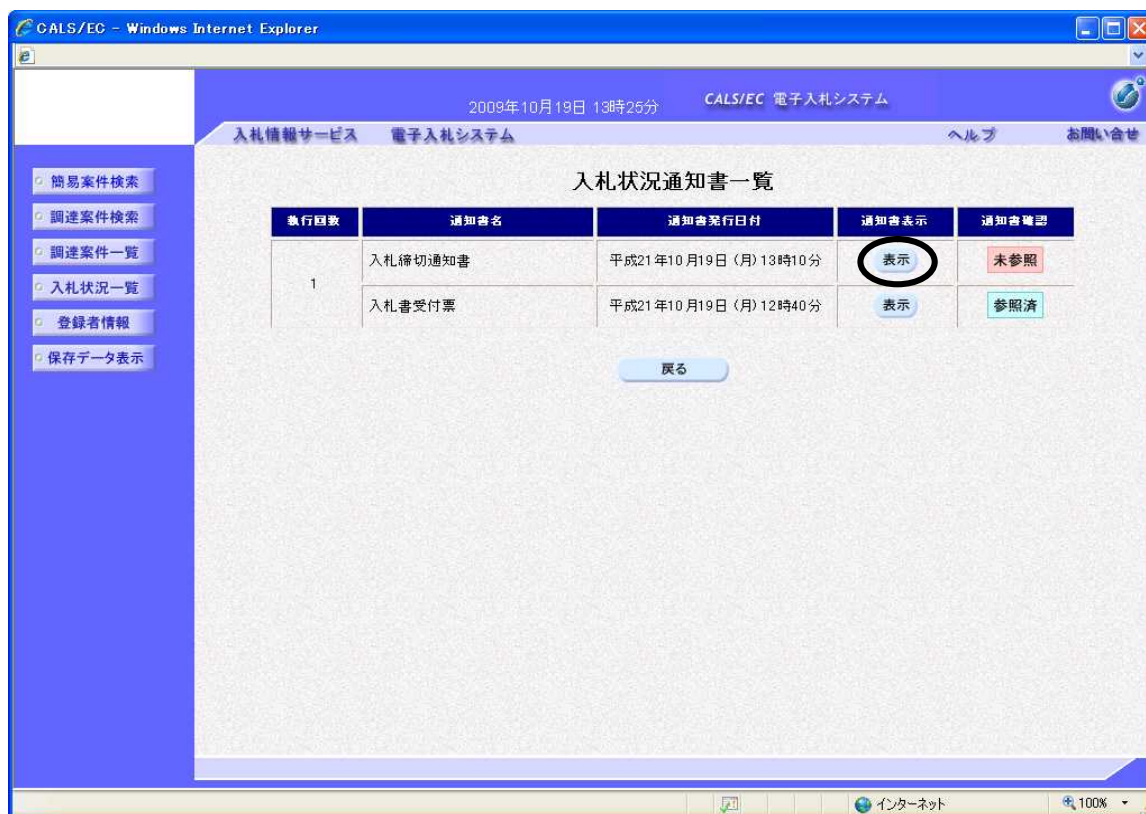 CALS/EC - Windows Internet Explorer
2009年10月19日 13時25分 CALS/EC 電子入札システム
入札情報サービス 電子入札システム ヘルプ お問い合せ
簡易案件検索
調達案件検索
調達案件一覧
入札状況一覧
登録者情報
保存データ表示
入札状況通知書一覧
執行回数 通知書名 通知書発行日付 通知書表示 通知書確認
1
入札締切通知書 平成21年10月19日(月)13時10分 表示 未参照
入札書受付票 平成21年10月19日(月)12時40分 表示 参照済
戻る
インターネット 100%